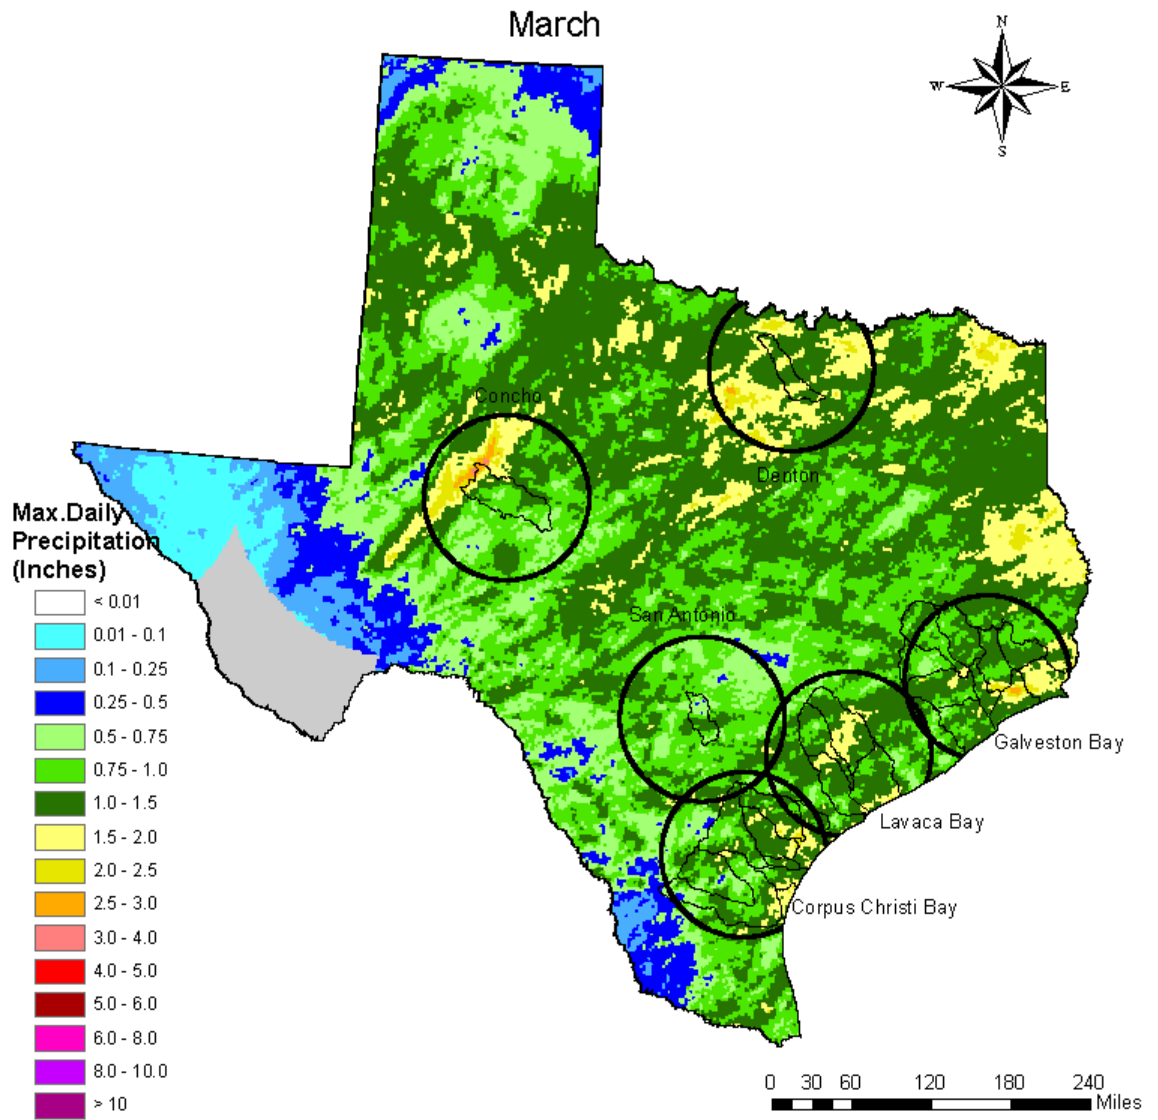 March
N
W
E
S
Concho
Denton
Max.Daily
Precipitation
(Inches)
< 0.01
0.01 - 0.1
0.1 - 0.25
0.25 - 0.5
0.5 - 0.75
0.75 - 1.0
1.0 - 1.5
1.5 - 2.0
2.0 - 2.5
2.5 - 3.0
3.0 - 4.0
4.0 - 5.0
5.0 - 6.0
6.0 - 8.0
8.0 - 10.0
> 10
San Antonio
Galveston Bay
Lavaca Bay
Corpus Christi Bay
0 30 60 120 180 240
Miles